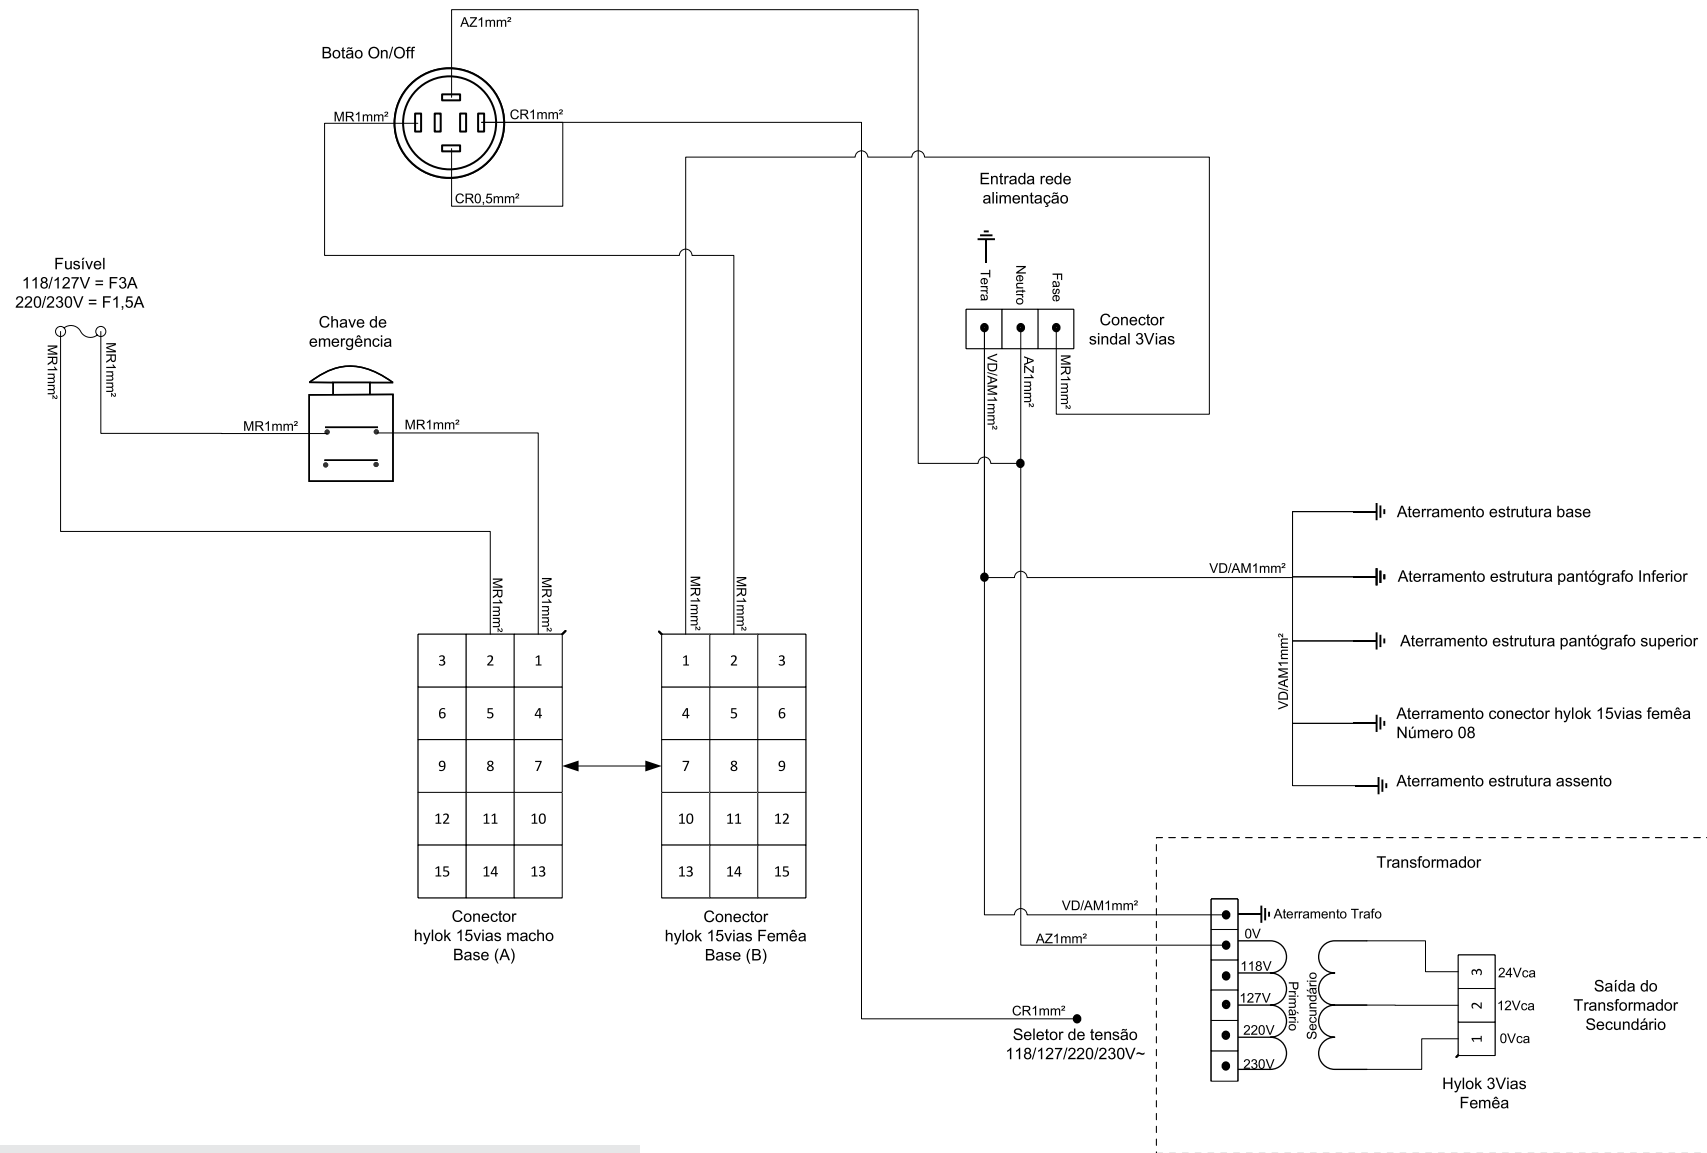 AZ1mm²
Botão On/Off
MR1mm²
CR1mm²
CR0,5mm²
Entrada rede
alimentação
Terra
Neutro
Fase
Conector
sindal 3Vias
VD/AM1mm²
AZ1mm²
MR1mm²
Fusível
118/127V = F3A
220/230V = F1,5A
MR1mm²
MR1mm²
Chave de
emergência
MR1mm²
MR1mm²
MR1mm²
MR1mm²
MR1mm²
MR1mm²
3 2 1
6 5 4
9 8 7
12 11 10
15 14 13
Conector
hylok 15vias macho
Base (A)
1 2 3
4 5 6
7 8 9
10 11 12
13 14 15
Conector
hylok 15vias Femêa
Base (B)
VD/AM1mm²
VD/AM1mm²
Aterramento estrutura base
Aterramento estrutura pantógrafo Inferior
Aterramento estrutura pantógrafo superior
Aterramento conector hylok 15vias femêa
Número 08
Aterramento estrutura assento
Transformador
VD/AM1mm²
Aterramento Trafo
AZ1mm²
0V
118V
127V
220V
230V
Primário
Secundário
3
2
1
24Vca
12Vca
0Vca
Saída do
Transformador
Secundário
Hylok 3Vias
Femêa
CR1mm²
Seletor de tensão
118/127/220/230V~